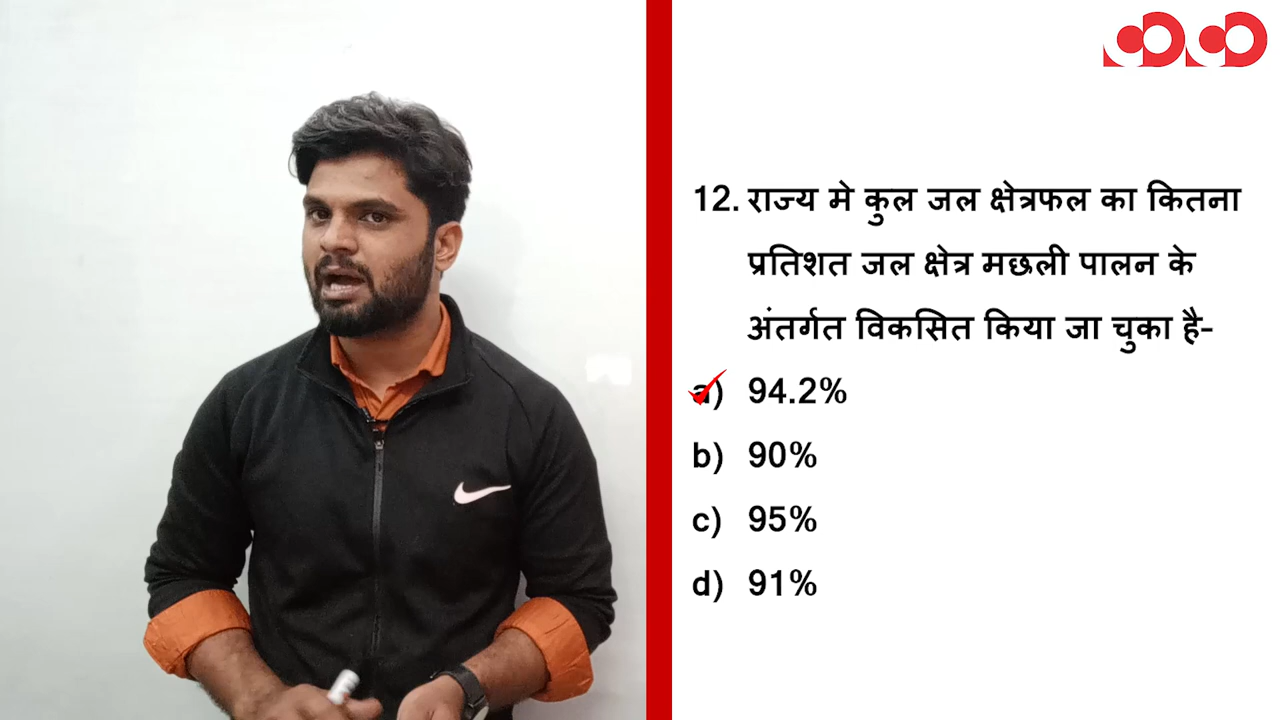 12. राज्य मे कुल जल क्षेत्रफल का कितना
प्रतिशत जल क्षेत्र मछली पालन के
अंतर्गत विकसित किया जा चुका है-
a) 94.2%
b) 90%
c) 95%
d) 91%